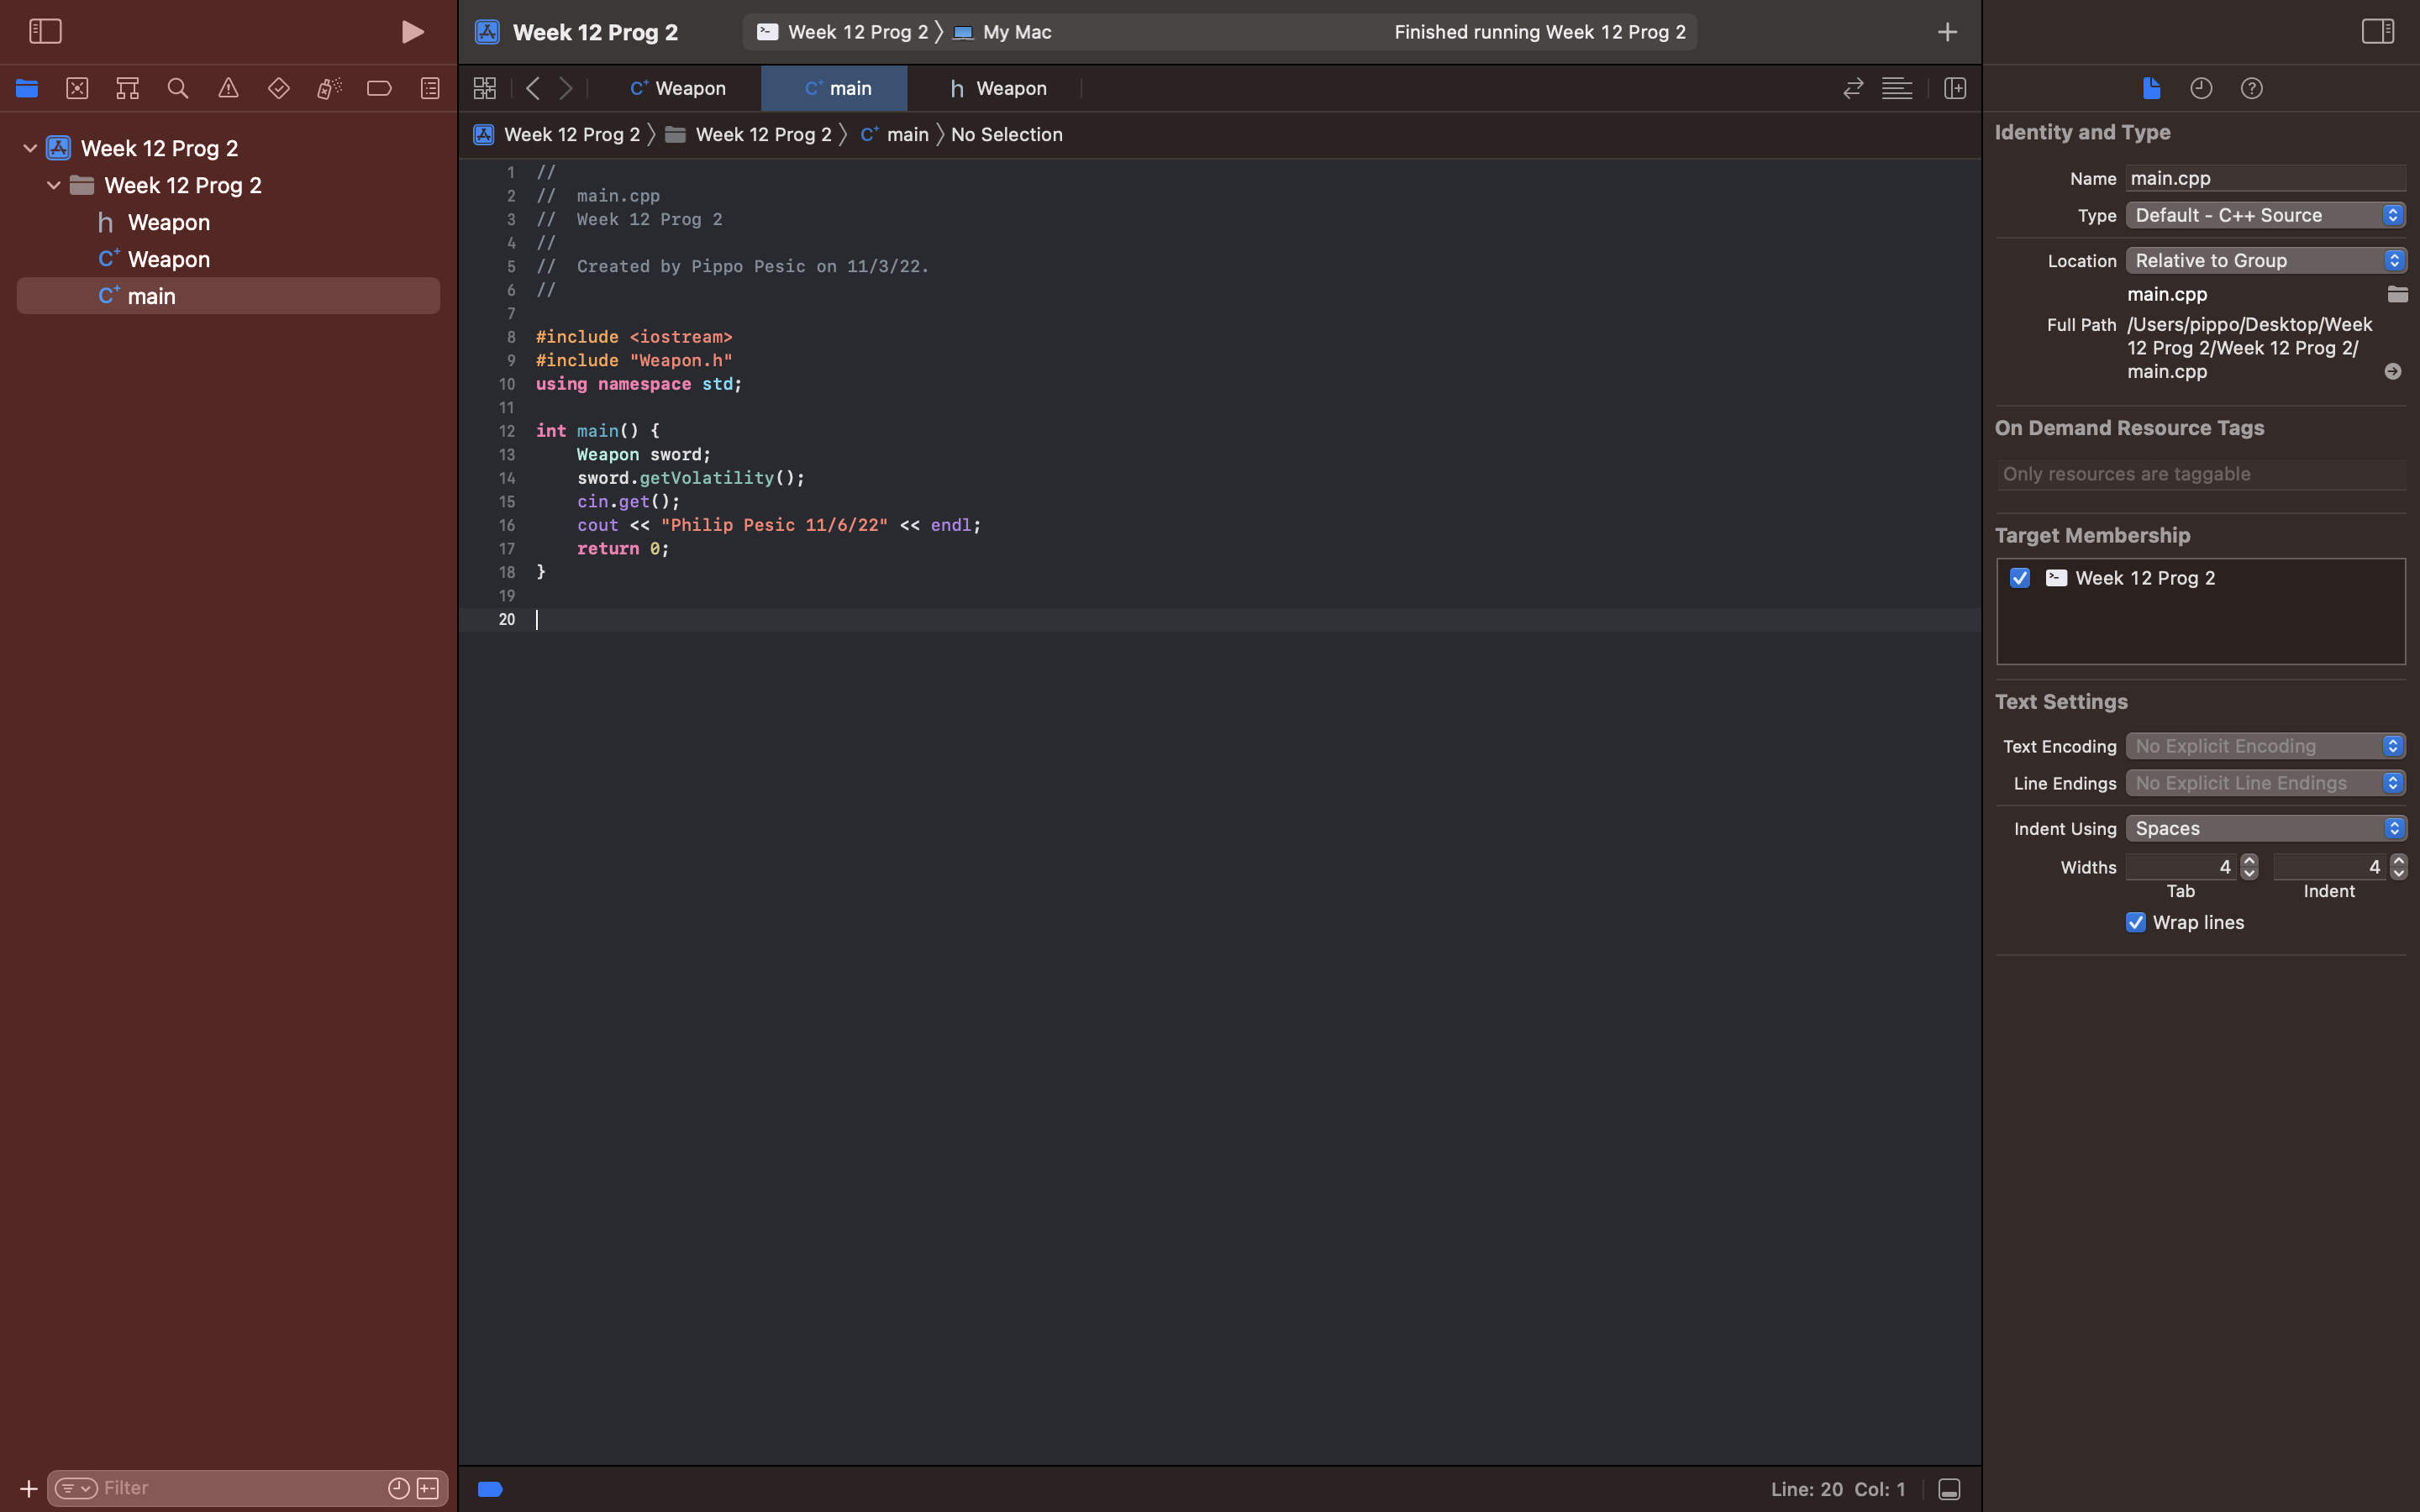 Week 12 Prog 2
Week 12 Prog 2 〉 My Mac
Finished running Week 12 Prog 2
C+ Weapon
C+ main
h Weapon
Week 12 Prog 2 〉 Week 12 Prog 2 〉 C+ main 〉 No Selection
Week 12 Prog 2
Week 12 Prog 2
h Weapon
C+ Weapon
C+ main
Filter
1 //
2 //  main.cpp
3 //  Week 12 Prog 2
4 //
5 //  Created by Pippo Pesic on 11/3/22.
6 //
7
8 #include <iostream>
9 #include "Weapon.h"
10 using namespace std;
11
12 int main() {
13     Weapon sword;
14     sword.getVolatility();
15     cin.get();
16     cout << "Philip Pesic 11/6/22" << endl;
17     return 0;
18 }
19
20
Line: 20 Col: 1
Identity and Type
Name main.cpp
Type Default - C++ Source
Location Relative to Group
main.cpp
Full Path /Users/pippo/Desktop/Week
12 Prog 2/Week 12 Prog 2/
main.cpp
On Demand Resource Tags
Only resources are taggable
Target Membership
Week 12 Prog 2
Text Settings
Text Encoding No Explicit Encoding
Line Endings No Explicit Line Endings
Indent Using Spaces
Widths 4 4
Tab Indent
Wrap lines